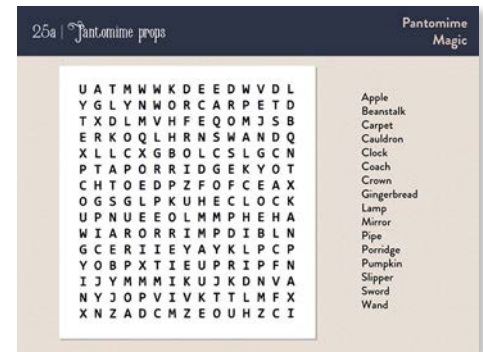 25a | Pantomime props
Pantomime
Magic
U A T M W W K D E E D W V D L
Y G L Y N W O R C A R P E T D
T X D L M V H F E Q O M J S B
E R K O Q L H R N S W A N D Q
X L L C X G B O L C S L G C N
P T A P O R R I D G E K Y O T
C H T O E D P Z F O F C E A X
O G S G L P K U H E C L O C K
U P N U E E O L M M P H E H A
W I A R O R R I M P D I B L N
G C E R I I E Y A Y K L P C P
Y O B P X T I E U P R I P F N
I J Y M M M I K U J K D N V A
N Y J O P V I V K T T L M F X
X N Z A D C M Z E O U H Z C I
Apple
Beanstalk
Carpet
Cauldron
Clock
Coach
Crown
Gingerbread
Lamp
Mirror
Pipe
Porridge
Pumpkin
Slipper
Sword
Wand